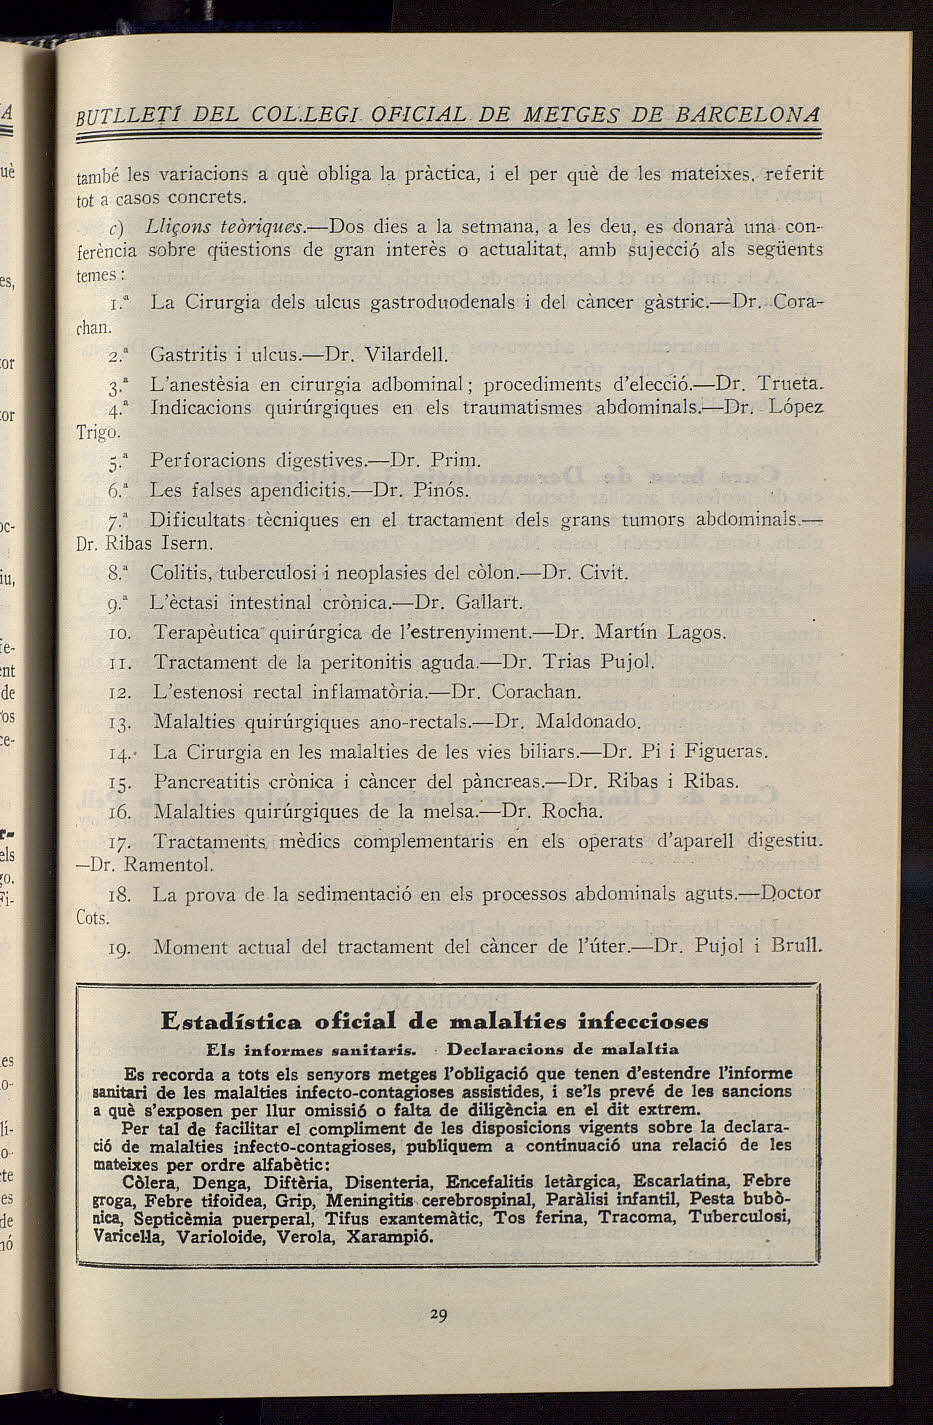 BUTLLETÍ DEL COL.LEGI OFICIAL DE METGES DE BARCELONA
també les variacions a què obliga la pràctica, i el per què de les mateixes, referit
tot a casos concrets.
c) Lliçons teòriques.—Dos dies a la setmana, a les deu, es donarà una con-
ferència sobre qüestions de gran interès o actualitat, amb sujecció als següents
temes:
1.ª La Cirurgia dels ulcus gastroduodenals i del càncer gàstric.—Dr. Cora-
chan.
2.ª Gastritis i ulcus.—Dr. Vilardell.
3.ª L'anestèsia en cirurgia adbominal; procediments d'elecció.—Dr. Trueta.
4.ª Indicacions quirúrgiques en els traumatismes abdominals.—Dr. López
Trigo.
5.ª Perforacions digestives.—Dr. Prim.
6.ª Les falses apendicitis.—Dr. Pinós.
7.ª Dificultats tècniques en el tractament dels grans tumors abdominals.—
Dr. Ribas Isern.
8.ª Colitis, tuberculosi i neoplasies del còlon.—Dr. Civit.
9.ª L'èctasi intestinal crònica.—Dr. Gallart.
10. Terapèutica quirúrgica de l'estrenyiment.—Dr. Martín Lagos.
11. Tractament de la peritonitis aguda.—Dr. Trias Pujol.
12. L'estenosi rectal inflamatòria.—Dr. Corachan.
13. Malalties quirúrgiques ano-rectals.—Dr. Maldonado.
14. La Cirurgia en les malalties de les vies biliars.—Dr. Pi i Figueras.
15. Pancreatitis crònica i càncer del pàncreas.—Dr. Ribas i Ribas.
16. Malalties quirúrgiques de la melsa.—Dr. Rocha.
17. Tractaments mèdics complementaris en els operats d'aparell digestiu.
—Dr. Ramentol.
18. La prova de la sedimentació en els processos abdominals aguts.—Doctor
Cots.
19. Moment actual del tractament del càncer de l'úter.—Dr. Pujol i Brull.
Estadística oficial de malalties infeccioses
Els informes sanitaris. : Declaracions de malaltia
Es recorda a tots els senyors metges l'obligació que tenen d'estendre l'informe
sanitari de les malalties infecto-contagioses assistides, i se'ls prevé de les sancions
a què s'exposen per llur omissió o falta de diligència en el dit extrem.
Per tal de facilitar el compliment de les disposicions vigents sobre la declara-
ció de malalties infecto-contagioses, publiquem a continuació una relació de les
mateixes per ordre alfabètic:
Còlera, Denga, Diftèria, Disenteria, Encefalitis letàrgica, Escarlatina, Febre
groga, Febre tifoidea, Grip, Meningitis cerebrospinal, Paràlisi infantil, Pesta bubò-
nica, Septicèmia puerperal, Tifus exantemàtic, Tos ferina, Tracoma, Tuberculosi,
Varicel·la, Varioloide, Verola, Xarampió.
29